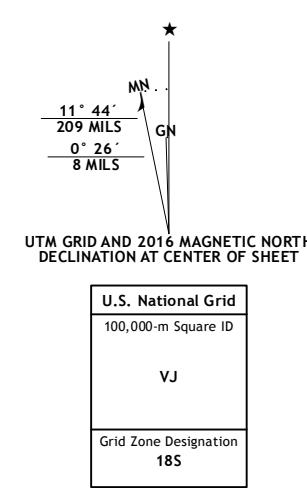 ★
MN
GN
11° 44´
209 MILS
0° 26´
8 MILS
UTM GRID AND 2016 MAGNETIC NORTH
DECLINATION AT CENTER OF SHEET
U.S. National Grid
100,000-m Square ID
VJ
Grid Zone Designation
18S